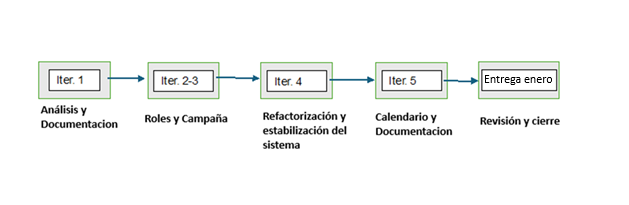 Iter. 1
Iter. 2-3
Iter. 4
Iter. 5
Entrega enero
Análisis y
Documentacion
Roles y Campaña
Refactorización y
estabilización del
sistema
Calendario y
Documentacion
Revisión y cierre